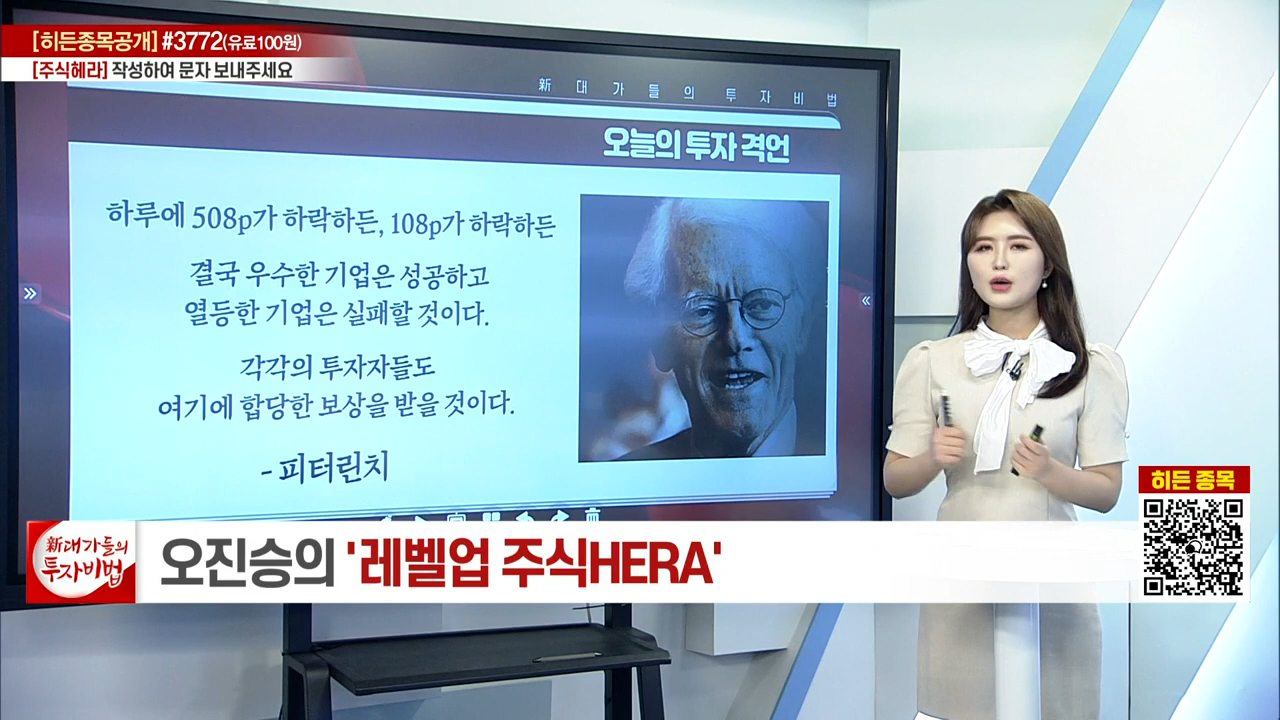 [히든종목공개] #3772(유료100원)
[주식헤라] 작성하여 문자 보내주세요
新 대 가 들 의 투 자 비 법
오늘의 투자 격언
하루에 508p가 하락하든, 108p가 하락하든
결국 우수한 기업은 성공하고
열등한 기업은 실패할 것이다.
각각의 투자자들도
여기에 합당한 보상을 받을 것이다.
- 피터린치
히든 종목
新대가들의
투자비법
오진승의 '레벨업 주식HERA'